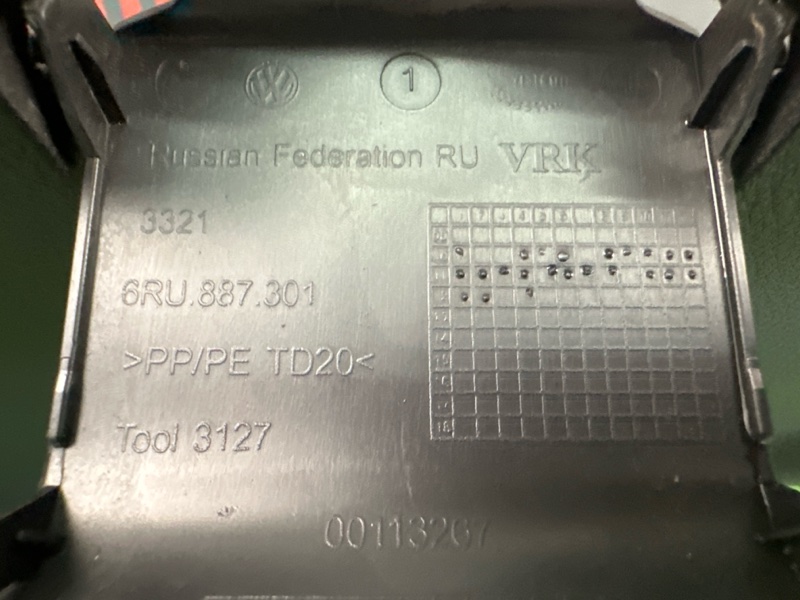 1
Russian Federation RU VRK
3321
6RU.887.301
>PP/PE TD20<
Tool 3127
00113267